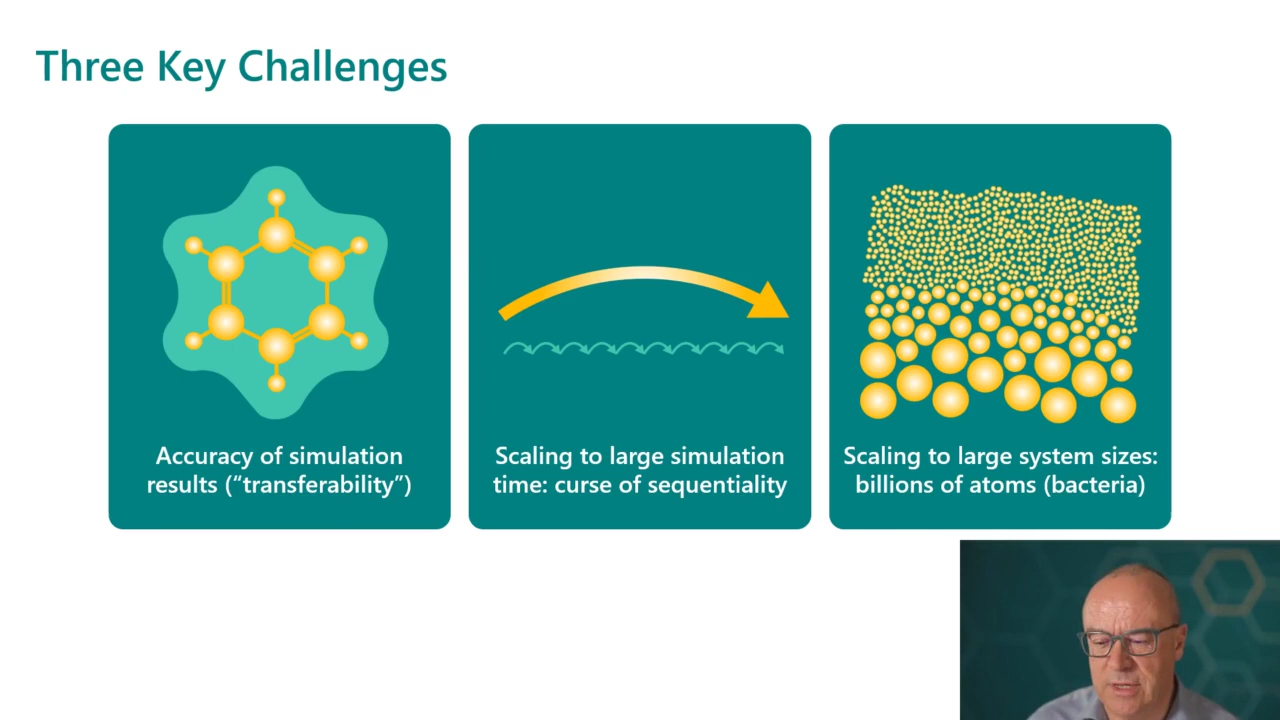 Three Key Challenges
Accuracy of simulation
results (“transferability”)
Scaling to large simulation
time: curse of sequentiality
Scaling to large system sizes:
billions of atoms (bacteria)